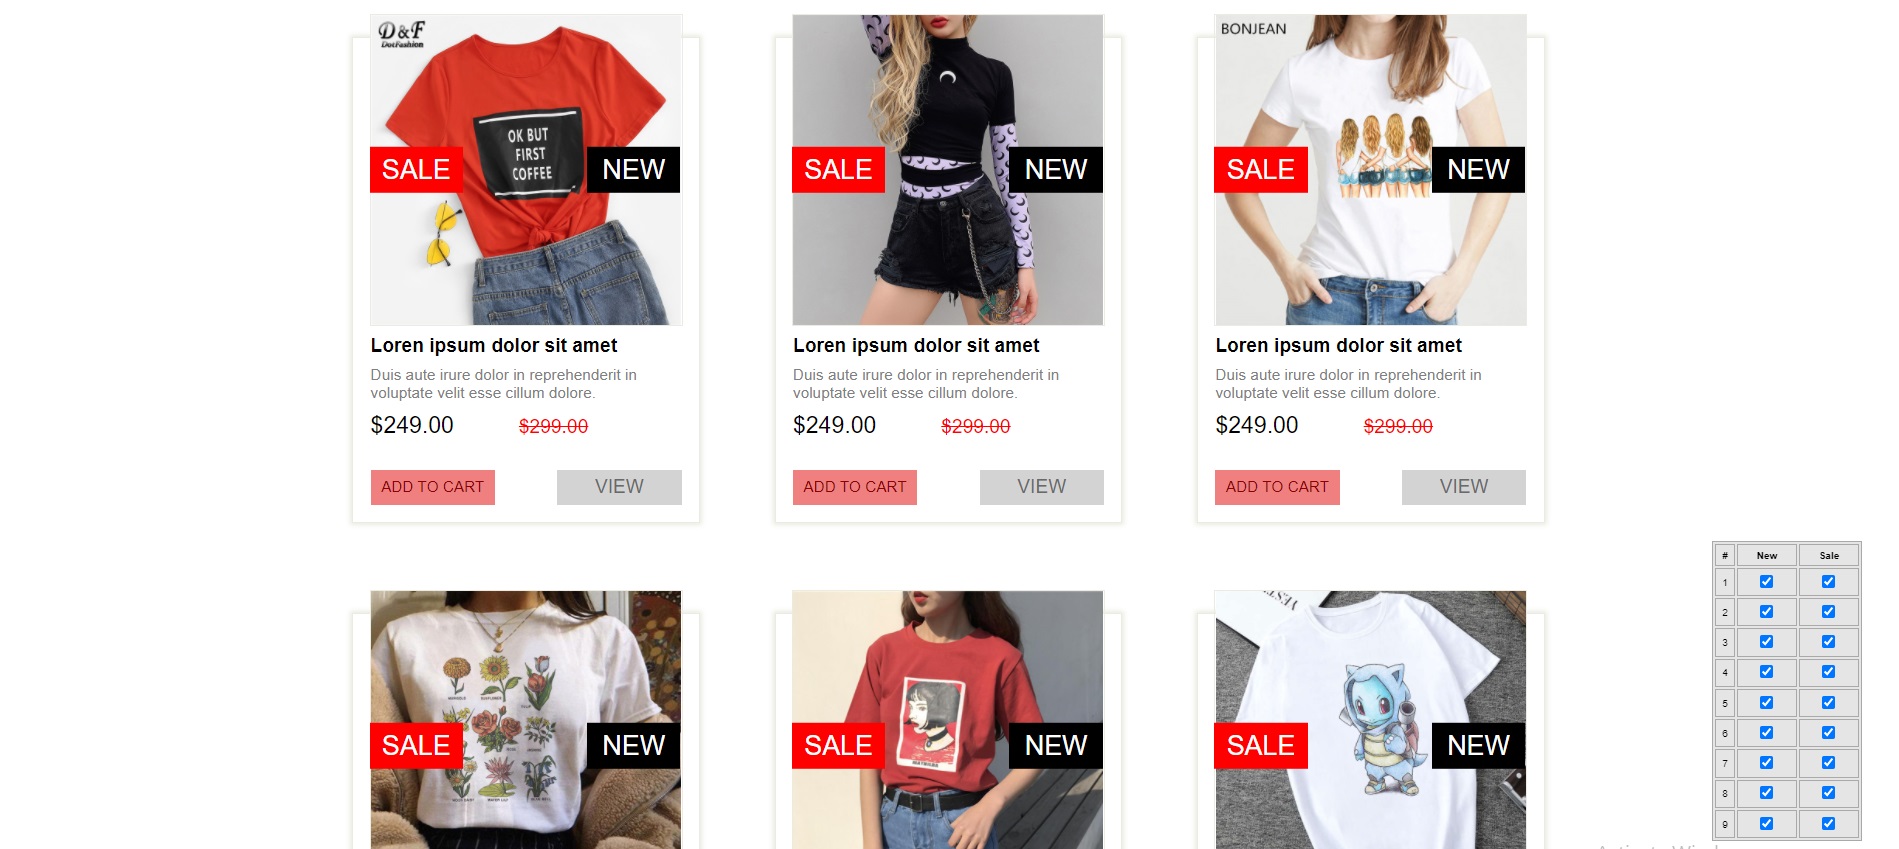 D&F
DotFashion
OK BUT
FIRST
COFFEE
SALE
NEW
Loren ipsum dolor sit amet
Duis aute irure dolor in reprehenderit in
voluptate velit esse cillum dolore.
$249.00 $299.00
ADD TO CART VIEW
SALE
NEW
Loren ipsum dolor sit amet
Duis aute irure dolor in reprehenderit in
voluptate velit esse cillum dolore.
$249.00 $299.00
ADD TO CART VIEW
BONJEAN
SALE
NEW
Loren ipsum dolor sit amet
Duis aute irure dolor in reprehenderit in
voluptate velit esse cillum dolore.
$249.00 $299.00
ADD TO CART VIEW
SALE
NEW
MATHILDA
SALE
NEW
SALE
NEW
# New Sale
1
2
3
4
5
6
7
8
9